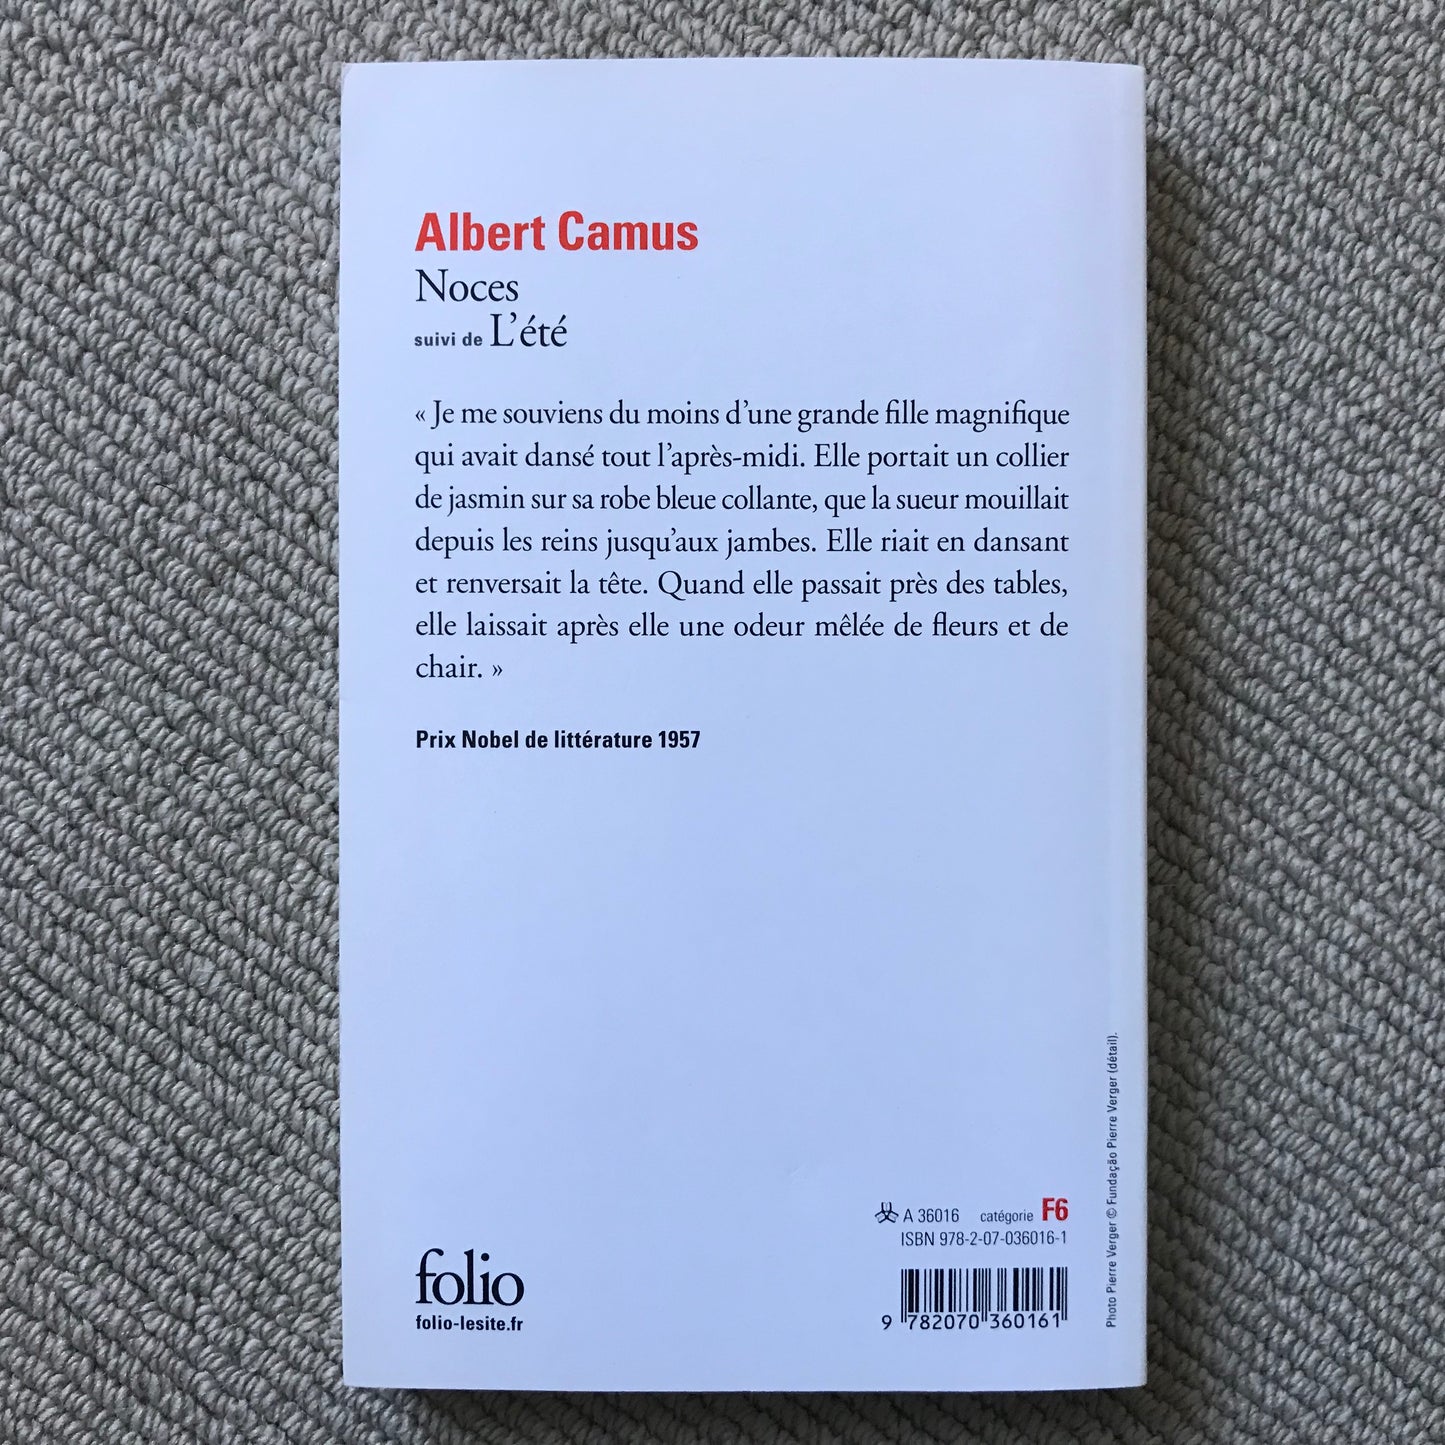 Albert Camus
Noces
suivi de L’été
« Je me souviens du moins d’une grande fille magnifique
qui avait dansé tout l’après-midi. Elle portait un collier
de jasmin sur sa robe bleue collante, que la sueur mouillait
depuis les reins jusqu’aux jambes. Elle riait en dansant
et renversait la tête. Quand elle passait près des tables,
elle laissait après elle une odeur mêlée de fleurs et de
chair. »
Prix Nobel de littérature 1957
folio
folio-lesite.fr
A 36016 catégorie F6
ISBN 978-2-07-036016-1
9 782070 360161
Photo Pierre Verger © Fundação Pierre Verger (détail).